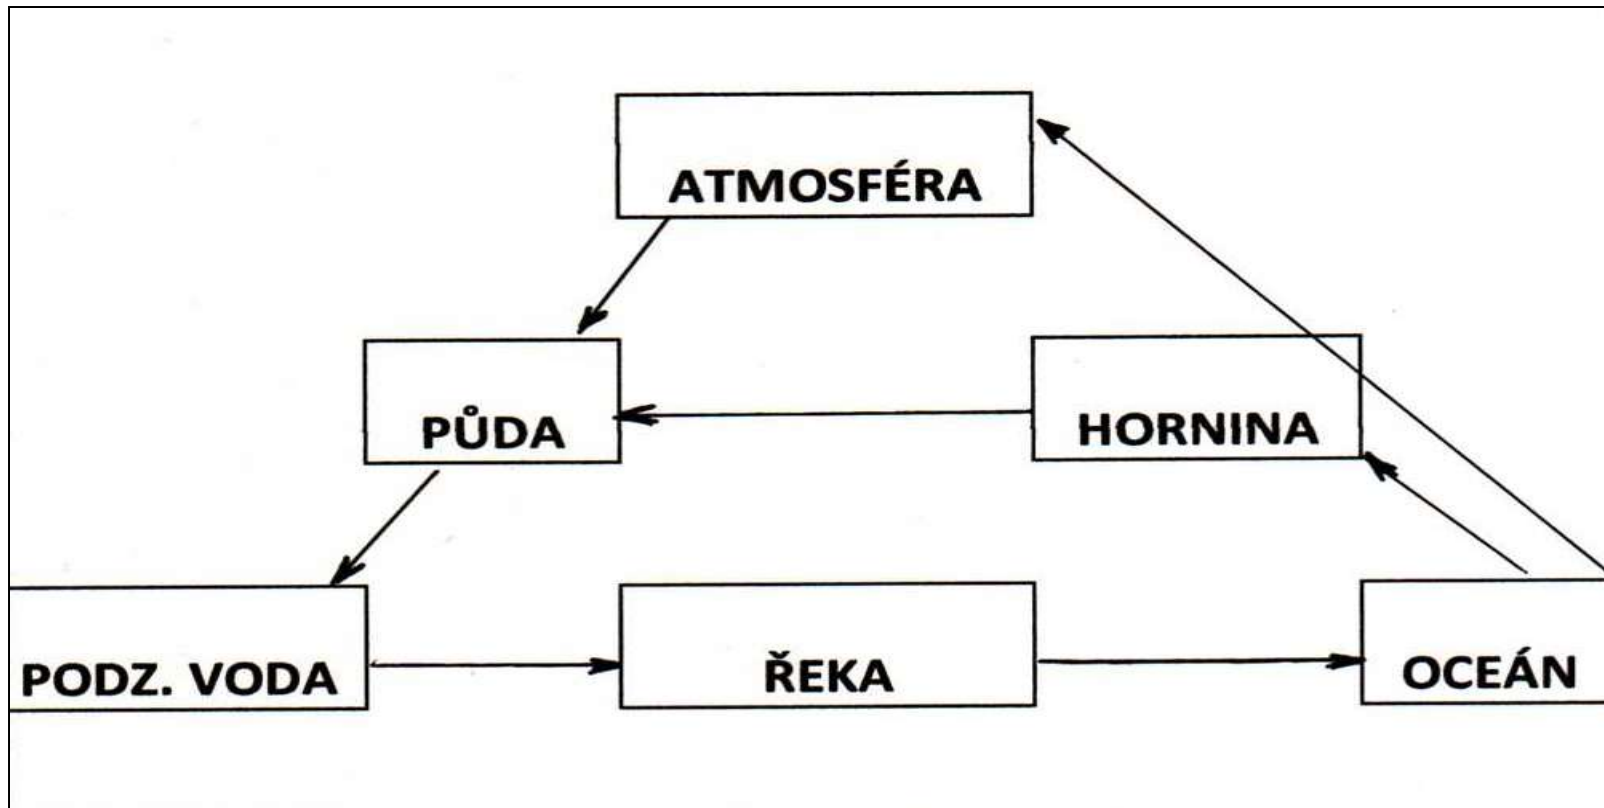 ATMOSFÉRA
PŮDA
HORNINA
PODZ. VODA
ŘEKA
OCEÁN